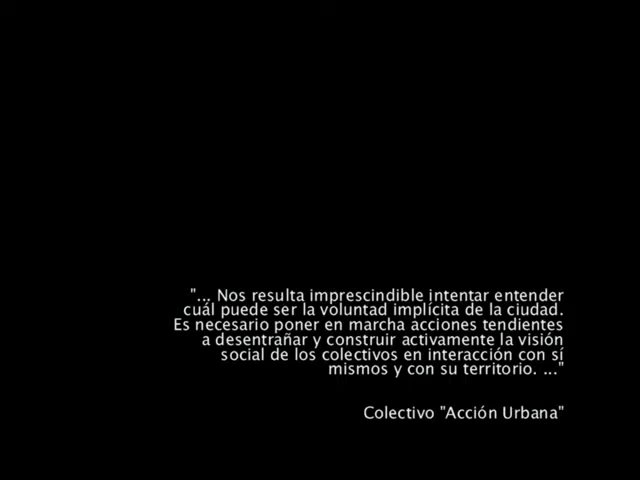 "... Nos resulta imprescindible intentar entender
cuál puede ser la voluntad implícita de la ciudad.
Es necesario poner en marcha acciones tendientes
a desentrañar y construir activamente la visión
social de los colectivos en interacción con sí
mismos y con su territorio. ..."
Colectivo "Acción Urbana"